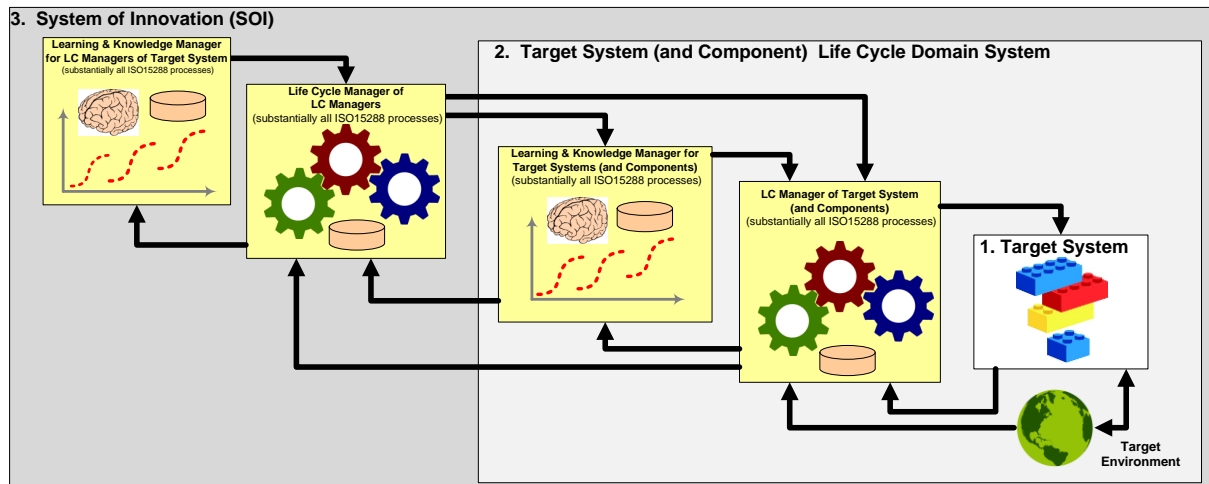 3. System of Innovation (SOI)
Learning & Knowledge Manager
for LC Managers of Target System
(substantially all ISO15288 processes)
2. Target System (and Component) Life Cycle Domain System
Life Cycle Manager of
LC Managers
(substantially all ISO15288 processes)
Learning & Knowledge Manager for
Target Systems (and Components)
(substantially all ISO15288 processes)
LC Manager of Target System
(and Components)
(substantially all ISO15288 processes)
1. Target System
Target
Environment